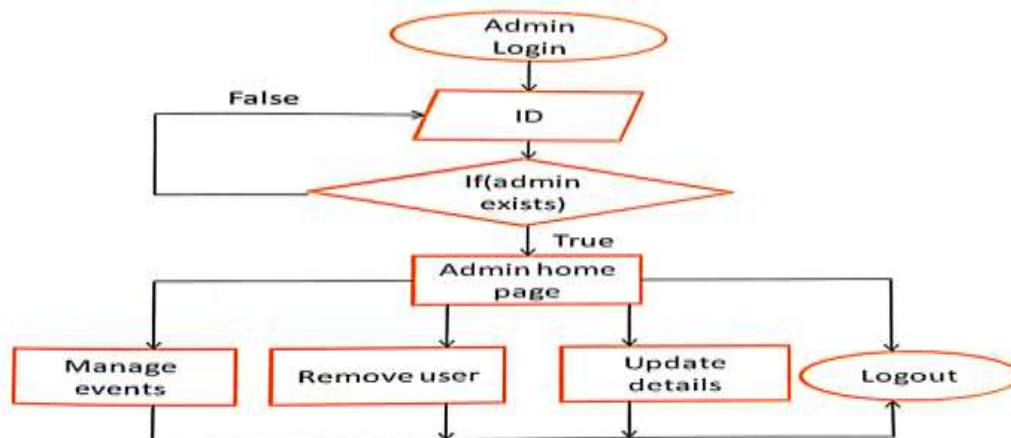 Admin
Login
False
ID
If(admin
exists)
True
Admin home
page
Manage
events
Remove user
Update
details
Logout